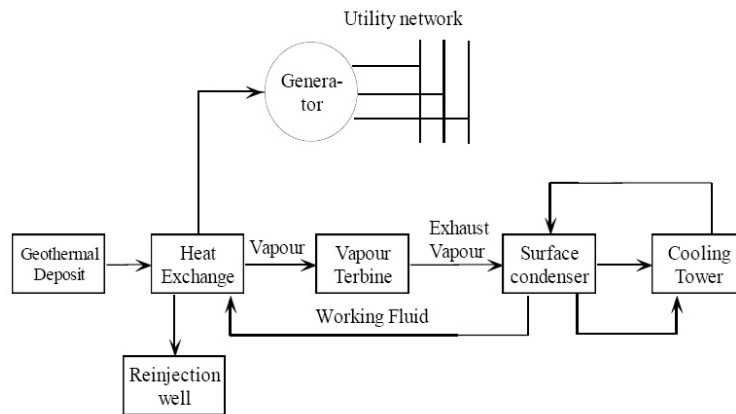 Utility network
Genera-
tor
Geothermal
Deposit
Heat
Exchange
Vapour
Vapour
Terbine
Exhaust
Vapour
Surface
condenser
Cooling
Tower
Working Fluid
Reinjection
well